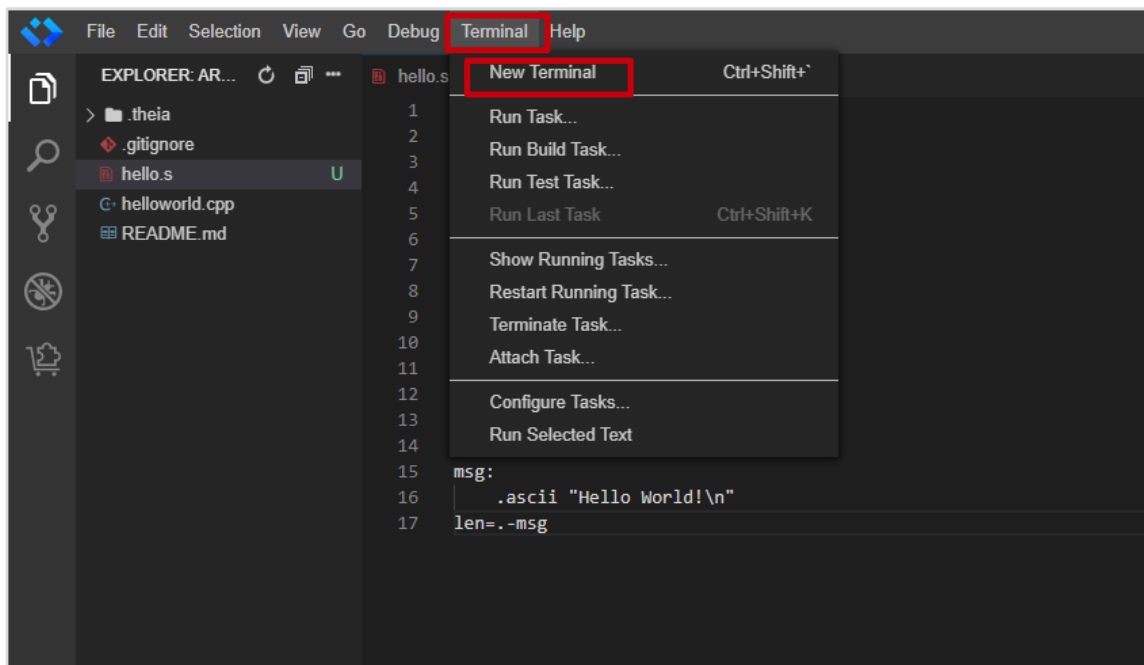 File Edit Selection View Go Debug Terminal Help
EXPLORER: AR...
.theia
.gitignore
hello.s U
helloworld.cpp
README.md
hello.s
New Terminal Ctrl+Shift+`
Run Task...
Run Build Task...
Run Test Task...
Run Last Task Ctrl+Shift+K
Show Running Tasks...
Restart Running Task...
Terminate Task...
Attach Task...
Configure Tasks...
Run Selected Text
1
2
3
4
5
6
7
8
9
10
11
12
13
14
15 msg:
16 .ascii "Hello World!\n"
17 len=.-msg